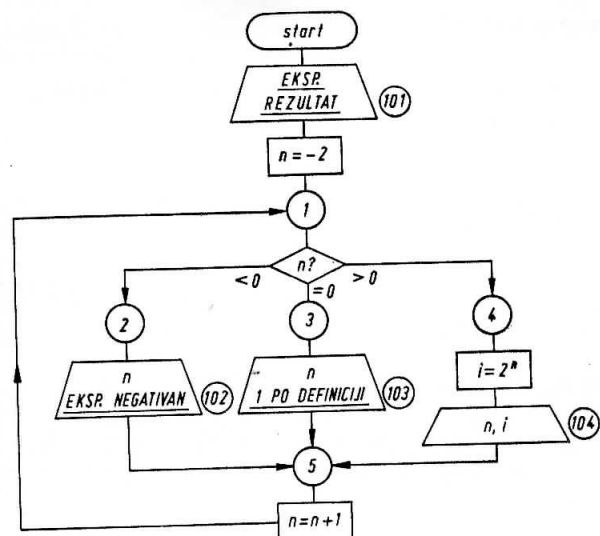 start
EKSP.
REZULTAT
101
n = -2
1
n?
< 0
= 0
> 0
2
3
4
n
EKSP. NEGATIVAN
102
n
1 PO DEFINICIJI
103
i = 2ⁿ
n, i
104
5
n = n + 1